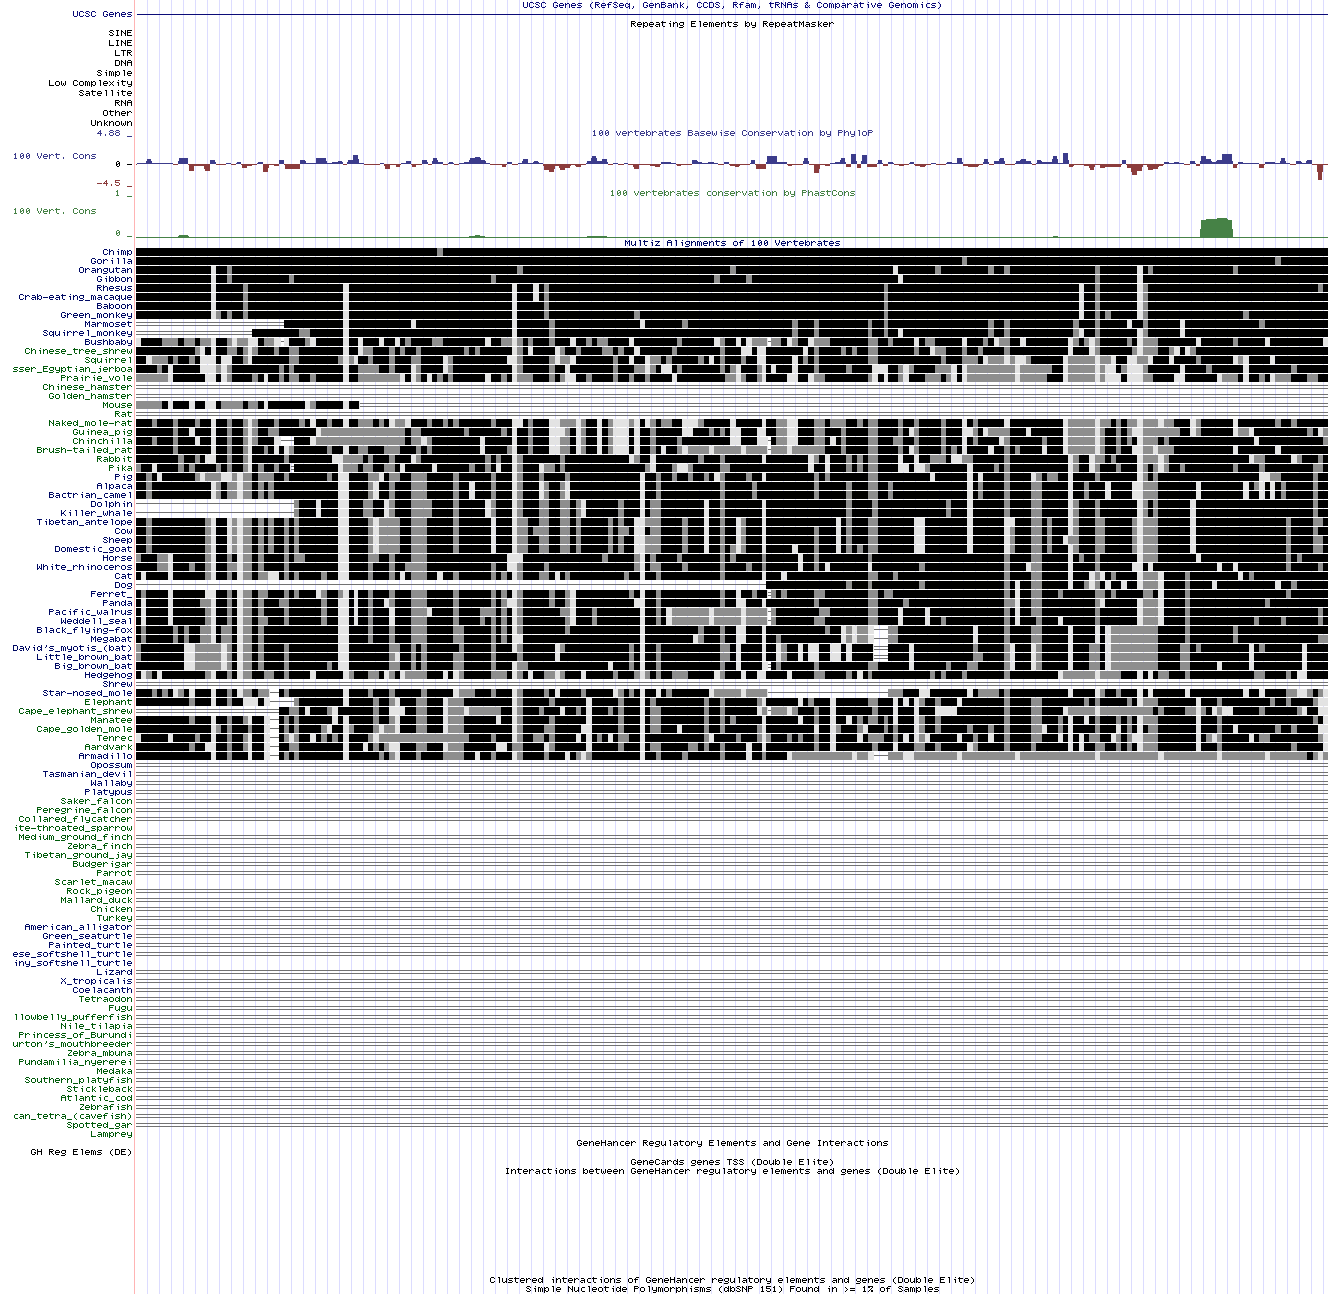 UCSC Genes (RefSeq, GenBank, CCDS, Rfam, tRNAs & Comparative Genomics)
UCSC Genes
Repeating Elements by RepeatMasker
SINE
LINE
LTR
DNA
Simple
Low Complexity
Satellite
RNA
Other
Unknown
4.88 _
100 vertebrates Basewise Conservation by PhyloP
100 Vert. Cons
0 -
-4.5 _
100 vertebrates conservation by PhastCons
1 _
100 Vert. Cons
0 _
Multiz Alignments of 100 Vertebrates
Chimp
Gorilla
Orangutan
Gibbon
Rhesus
Crab-eating_macaque
Baboon
Green_monkey
Marmoset
Squirrel_monkey
Bushbaby
Chinese_tree_shrew
Squirrel
sser_Egyptian_jerboa
Prairie_vole
Chinese_hamster
Golden_hamster
Mouse
Rat
Naked_mole-rat
Guinea_pig
Chinchilla
Brush-tailed_rat
Rabbit
Pika
Pig
Alpaca
Bactrian_camel
Dolphin
Killer_whale
Tibetan_antelope
Cow
Sheep
Domestic_goat
Horse
White_rhinoceros
Cat
Dog
Ferret_
Panda
Pacific_walrus
Weddell_seal
Black_flying-fox
Megabat
David's_myotis_(bat)
Little_brown_bat
Big_brown_bat
Hedgehog
Shrew
Star-nosed_mole
Elephant
Cape_elephant_shrew
Manatee
Cape_golden_mole
Tenrec
Aardvark
Armadillo
Opossum
Tasmanian_devil
Wallaby
Platypus
Saker_falcon
Peregrine_falcon
Collared_flycatcher
ite-throated_sparrow
Medium_ground_finch
Zebra_finch
Tibetan_ground_jay
Budgerigar
Parrot
Scarlet_macaw
Rock_pigeon
Mallard_duck
Chicken
Turkey
American_alligator
Green_seaturtle
Painted_turtle
ese_softshell_turtle
iny_softshell_turtle
Lizard
X_tropicalis
Coelacanth
Tetraodon
Fugu
llowbelly_pufferfish
Nile_tilapia
Princess_of_Burundi
urton's_mouthbreeder
Zebra_mbuna
Pundamilia_nyererei
Medaka
Southern_platyfish
Stickleback
Atlantic_cod
Zebrafish
can_tetra_(cavefish)
Spotted_gar
Lamprey
GeneHancer Regulatory Elements and Gene Interactions
GH Reg Elems (DE)
GeneCards genes TSS (Double Elite)
Interactions between GeneHancer regulatory elements and genes (Double Elite)
Clustered interactions of GeneHancer regulatory elements and genes (Double Elite)
Simple Nucleotide Polymorphisms (dbSNP 151) Found in >= 1% of Samples